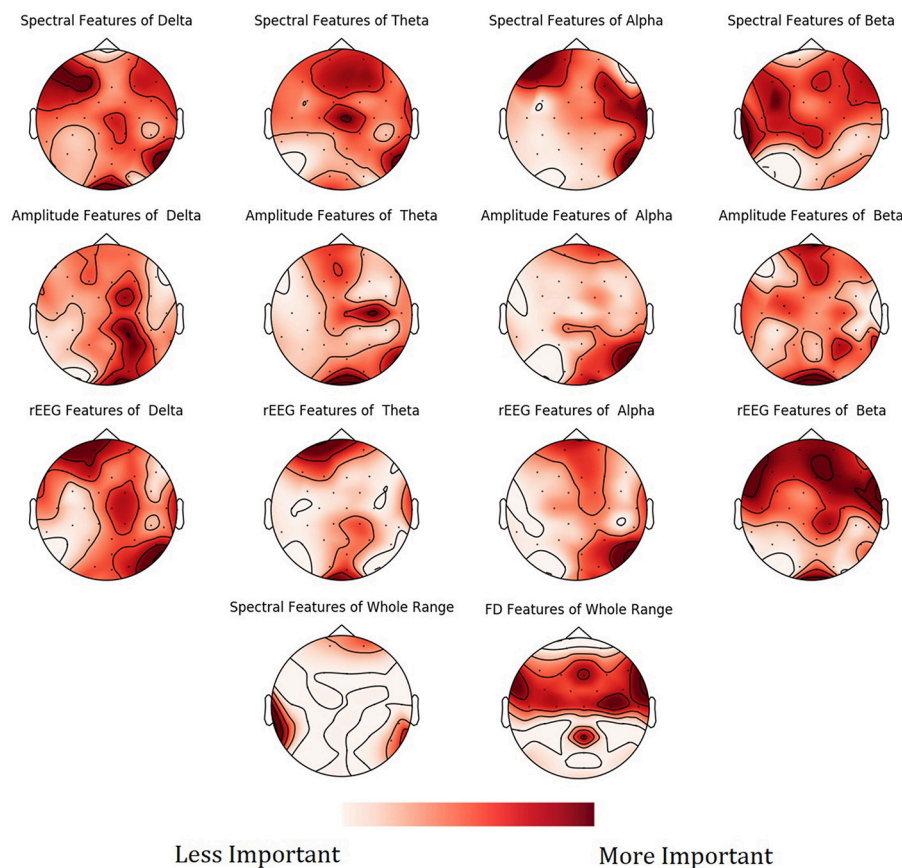 Spectral Features of Delta
Spectral Features of Theta
Spectral Features of Alpha
Spectral Features of Beta
Amplitude Features of Delta
Amplitude Features of Theta
Amplitude Features of Alpha
Amplitude Features of Beta
rEEG Features of Delta
rEEG Features of Theta
rEEG Features of Alpha
rEEG Features of Beta
Spectral Features of Whole Range
FD Features of Whole Range
Less Important
More Important